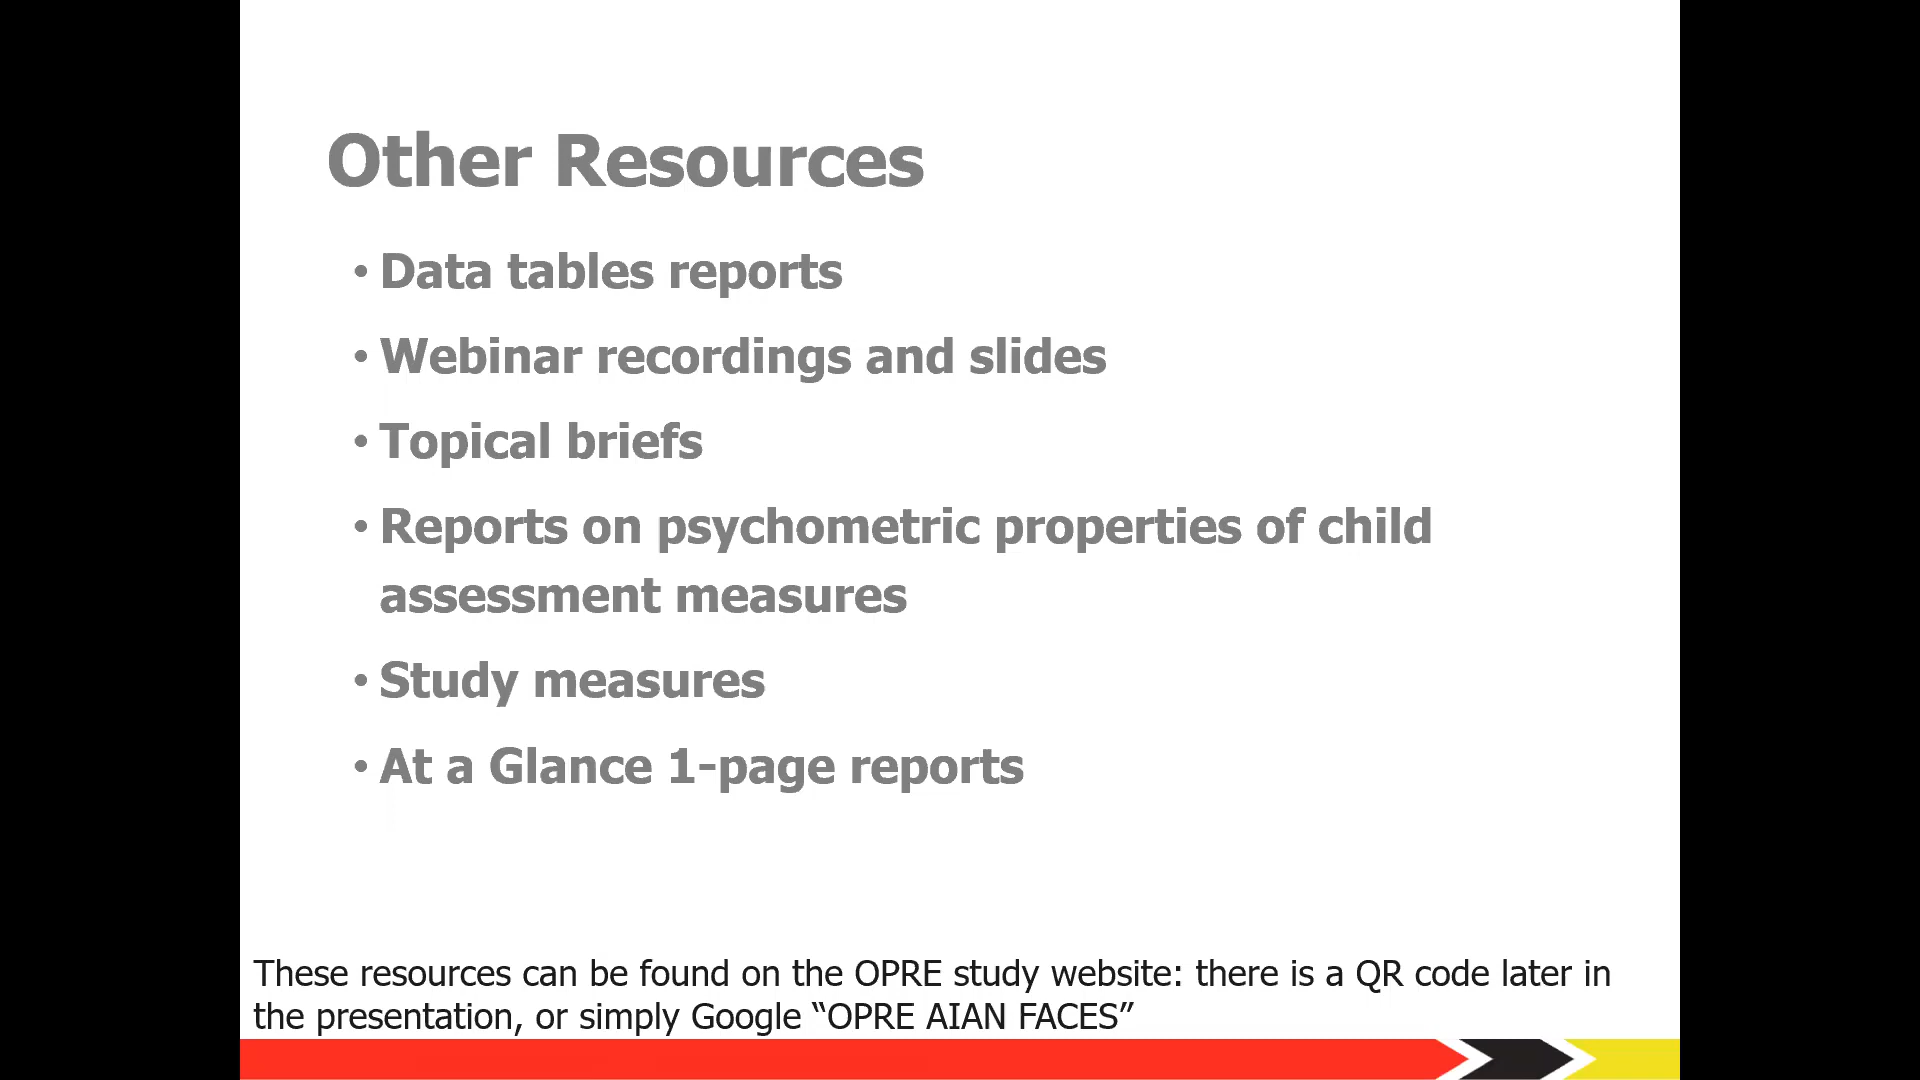 Other Resources
• Data tables reports
• Webinar recordings and slides
• Topical briefs
• Reports on psychometric properties of child
assessment measures
• Study measures
• At a Glance 1-page reports
These resources can be found on the OPRE study website: there is a QR code later in
the presentation, or simply Google “OPRE AIAN FACES”